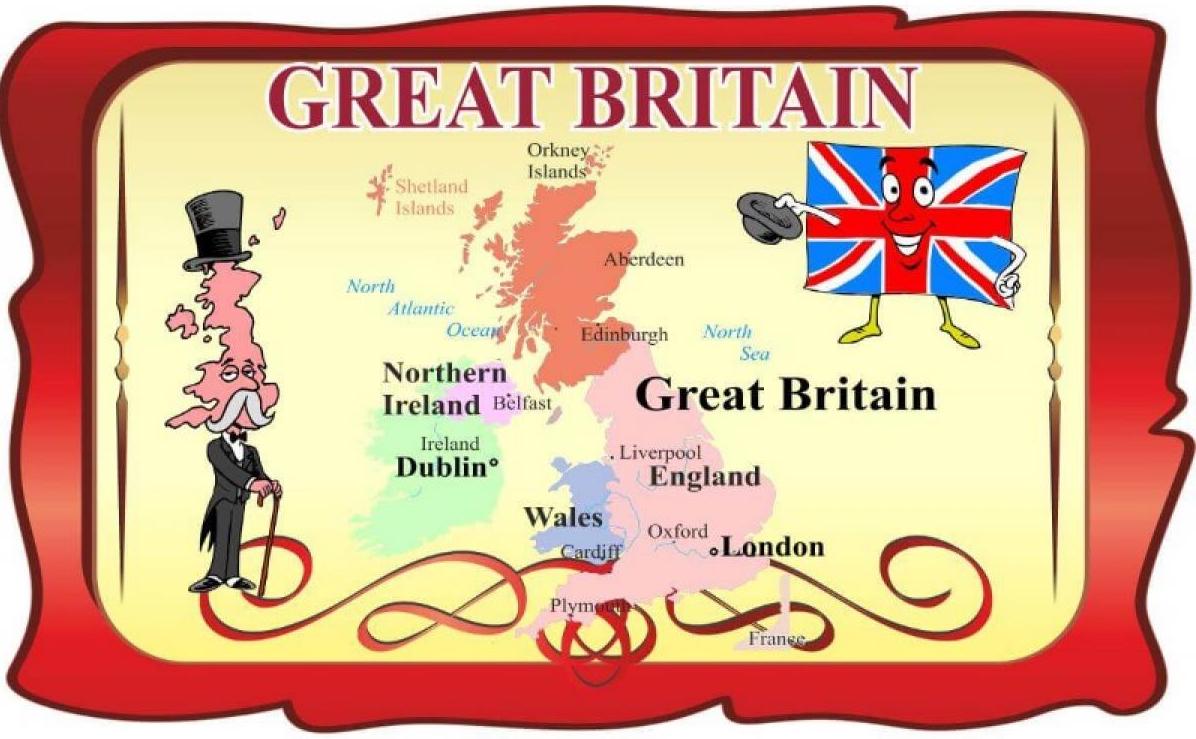 GREAT BRITAIN
Orkney
Islands
Shetland
Islands
Aberdeen
North
Atlantic
Ocean
Edinburgh
North
Sea
Northern
Ireland
Belfast
Great Britain
Ireland
Dublin
Liverpool
England
Wales
Oxford
London
Cardiff
Plymouth
France